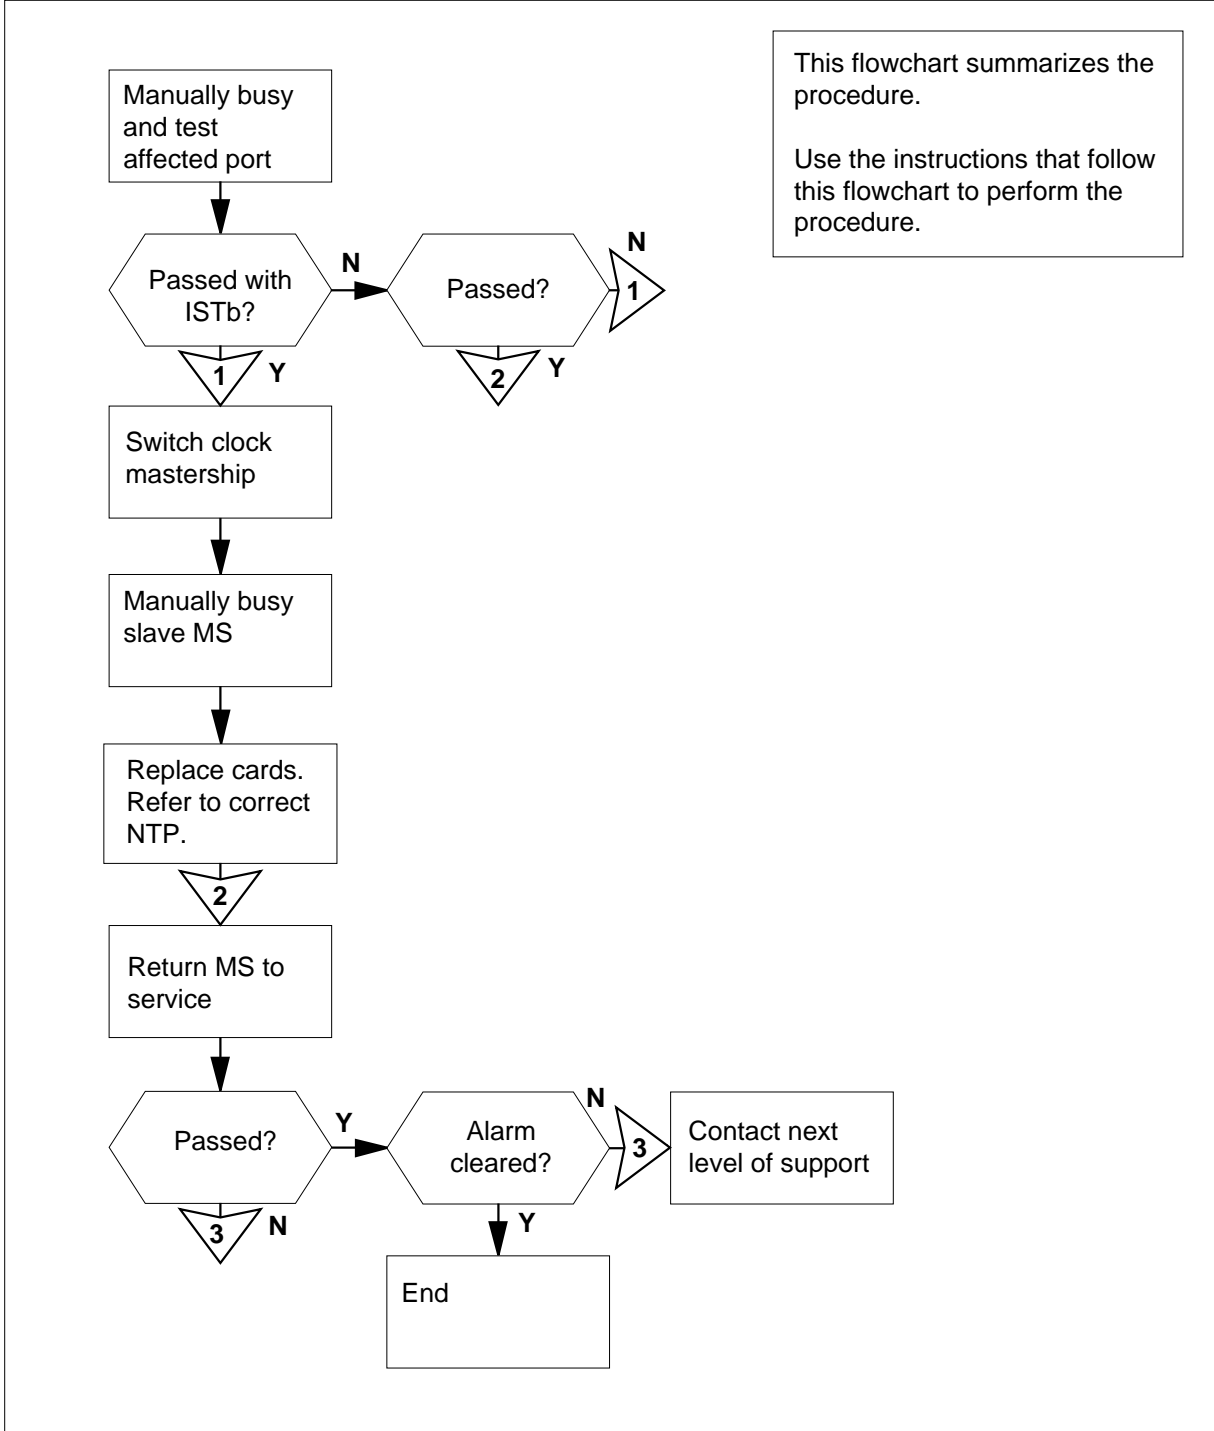 This flowchart summarizes the
procedure.
Use the instructions that follow
this flowchart to perform the
procedure.
Manually busy
and test
affected port
Passed with
ISTb?
N
Passed?
N
1
1
Y
2
Y
Switch clock
mastership
Manually busy
slave MS
Replace cards.
Refer to correct
NTP.
2
Return MS to
service
Passed?
Y
Alarm
cleared?
N
3
Contact next
level of support
3
N
Y
End